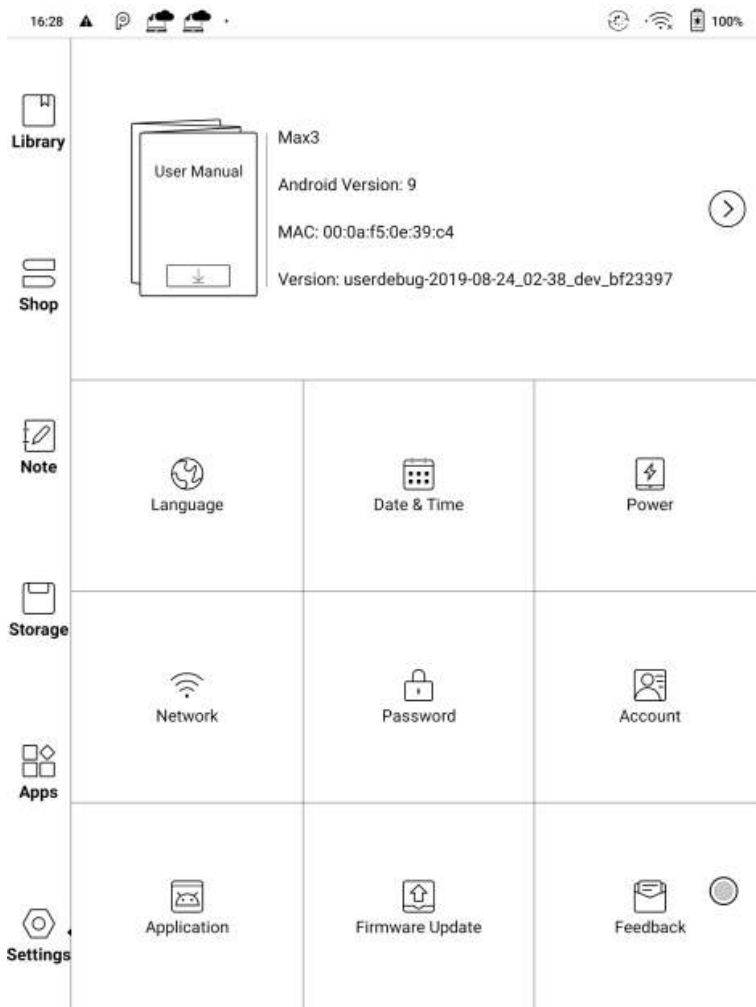 16:28
100%
Library
Shop
Note
Storage
Apps
Settings
User Manual
Max3
Android Version: 9
MAC: 00:0a:f5:0e:39:c4
Version: userdebug-2019-08-24_02-38_dev_bf23397
Language
Date & Time
Power
Network
Password
Account
Application
Firmware Update
Feedback